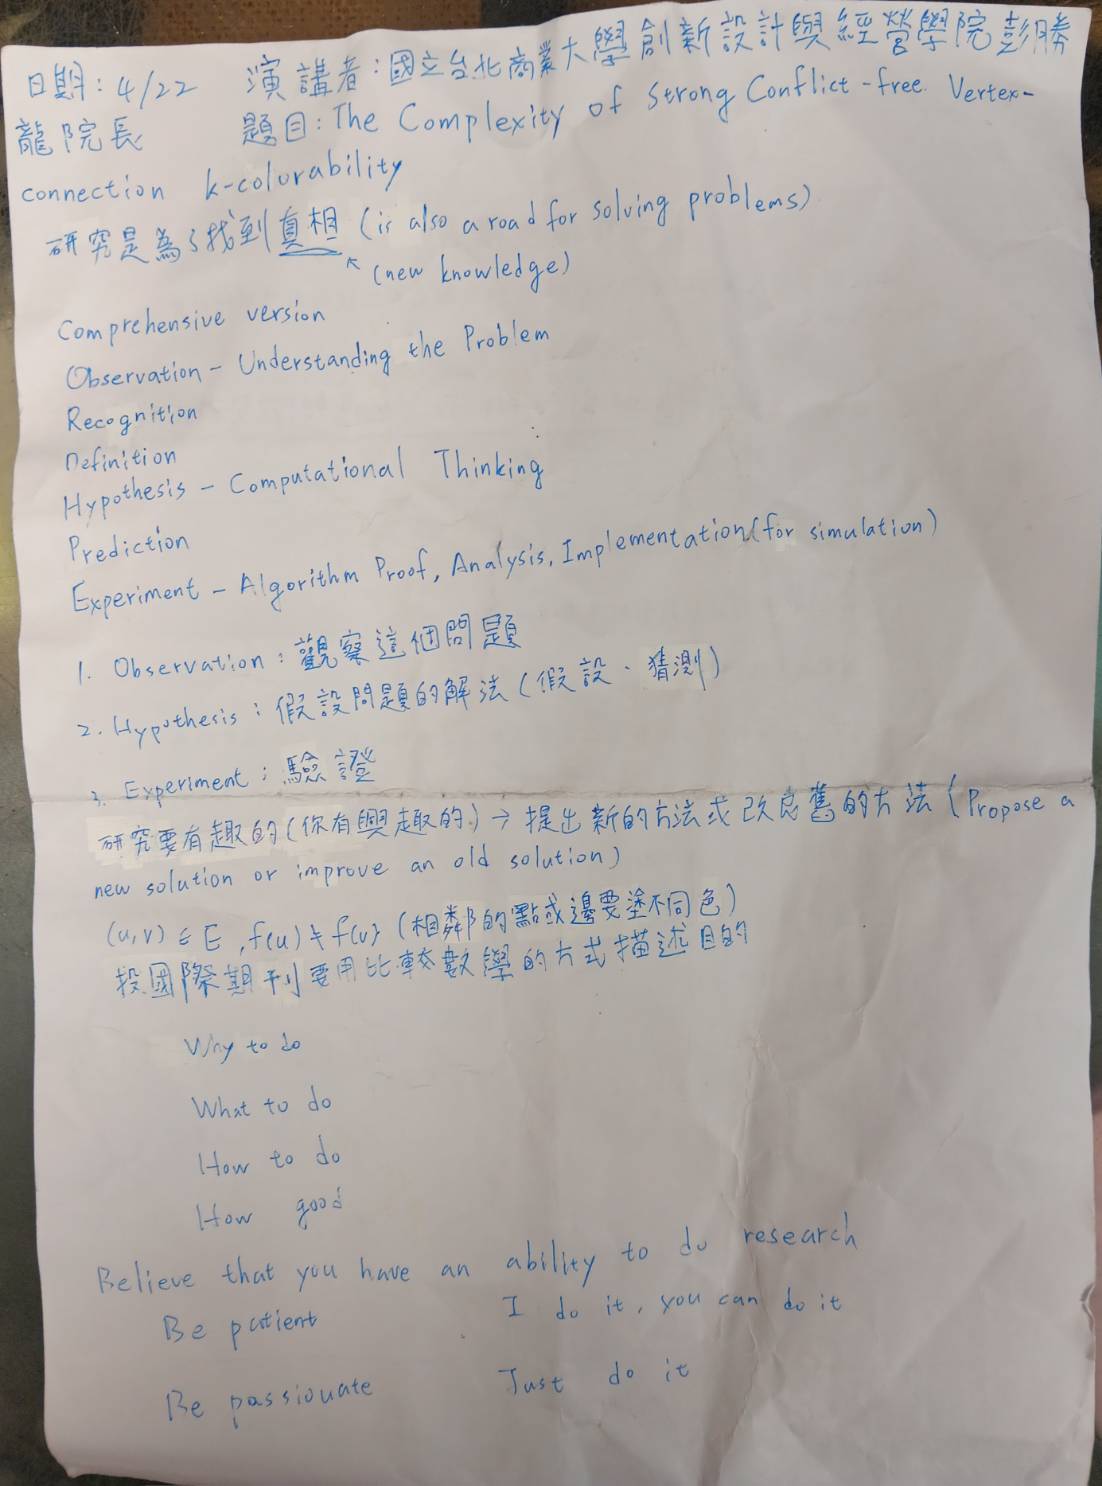 日期：4/22 演講者：國立台北商業大學創新設計與經營學院彭勝
龍院長 題目：The Complexity of Strong Conflict-free Vertex-
connection k-colorability
研究是為了找到真相 (is also a road for solving problems)
(new knowledge)
Comprehensive version
Observation - Understanding the Problem
Recognition
Definition
Hypothesis - Computational Thinking
Prediction
Experiment - Algorithm Proof, Analysis, Implementation(for simulation)
1. Observation：觀察這個問題
2. Hypothesis：假設問題的解法(假設、猜測)
3. Experiment：驗證
研究要有趣的(你有興趣的)→提出新的方法或改良舊的方法(Propose a
new solution or improve an old solution)
(u,v)∈E, f(u)≠f(v) (相鄰的點或邊要塗不同色)
投國際期刊要用比較數學的方式描述目的
Why to do
What to do
How to do
How good
Believe that you have an ability to do research
Be patient I do it, you can do it
Be passionate Just do it